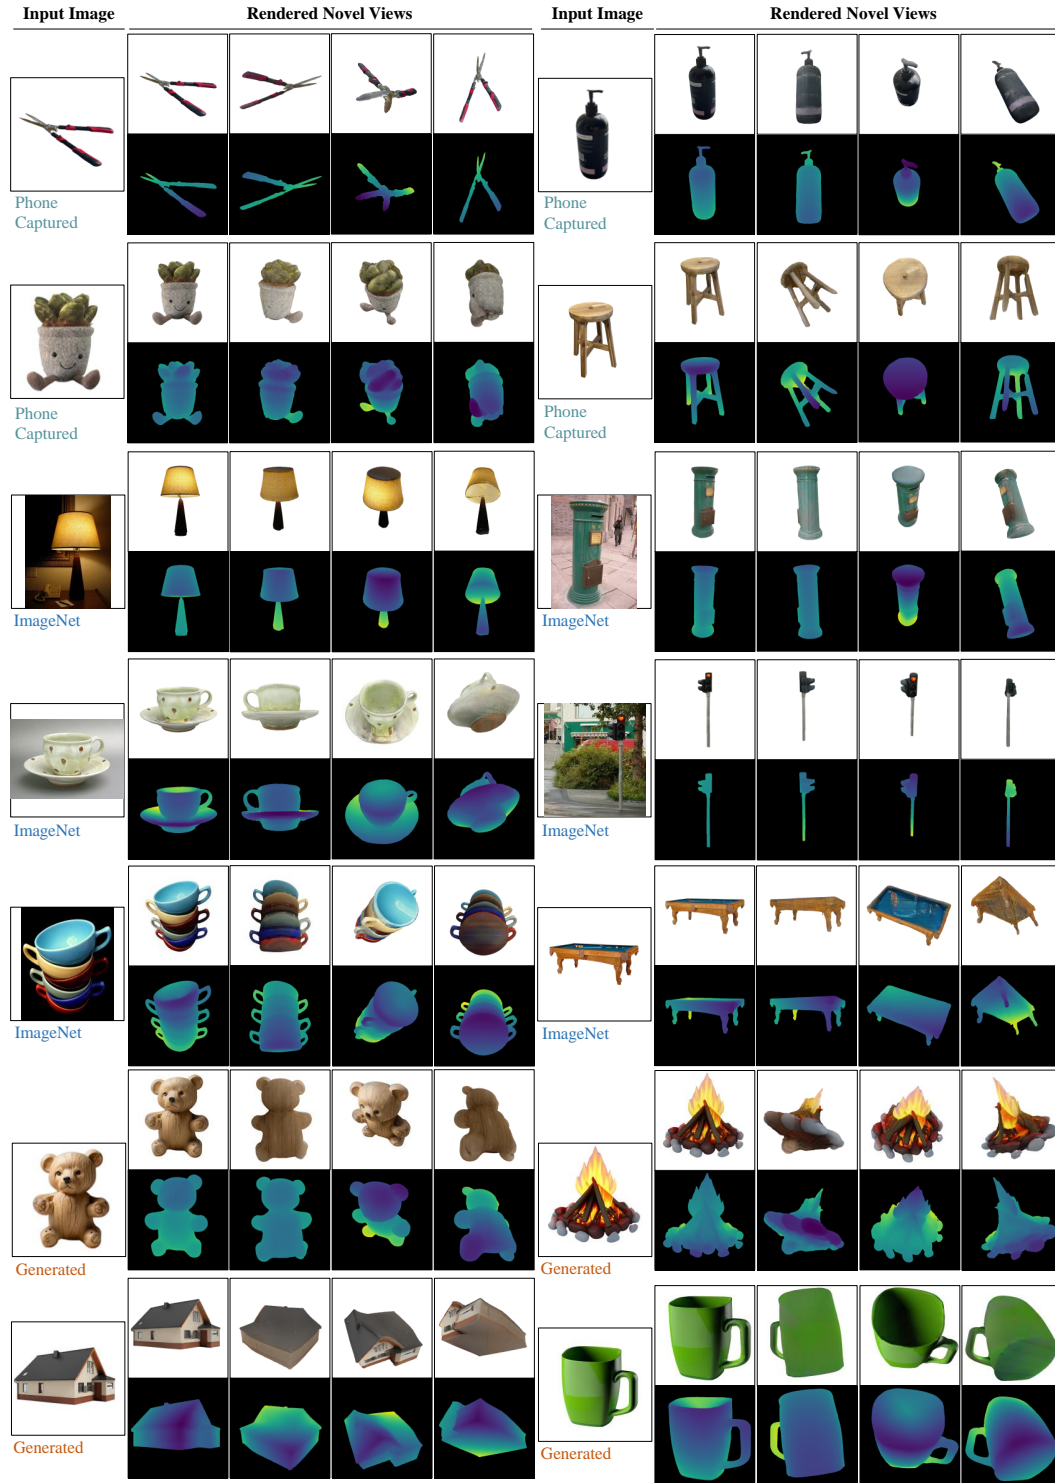 Input Image Rendered Novel Views Input Image Rendered Novel Views
Phone
Captured
Phone
Captured
Phone
Captured
Phone
Captured
ImageNet
ImageNet
ImageNet
ImageNet
ImageNet
ImageNet
Generated
Generated
Generated
Generated